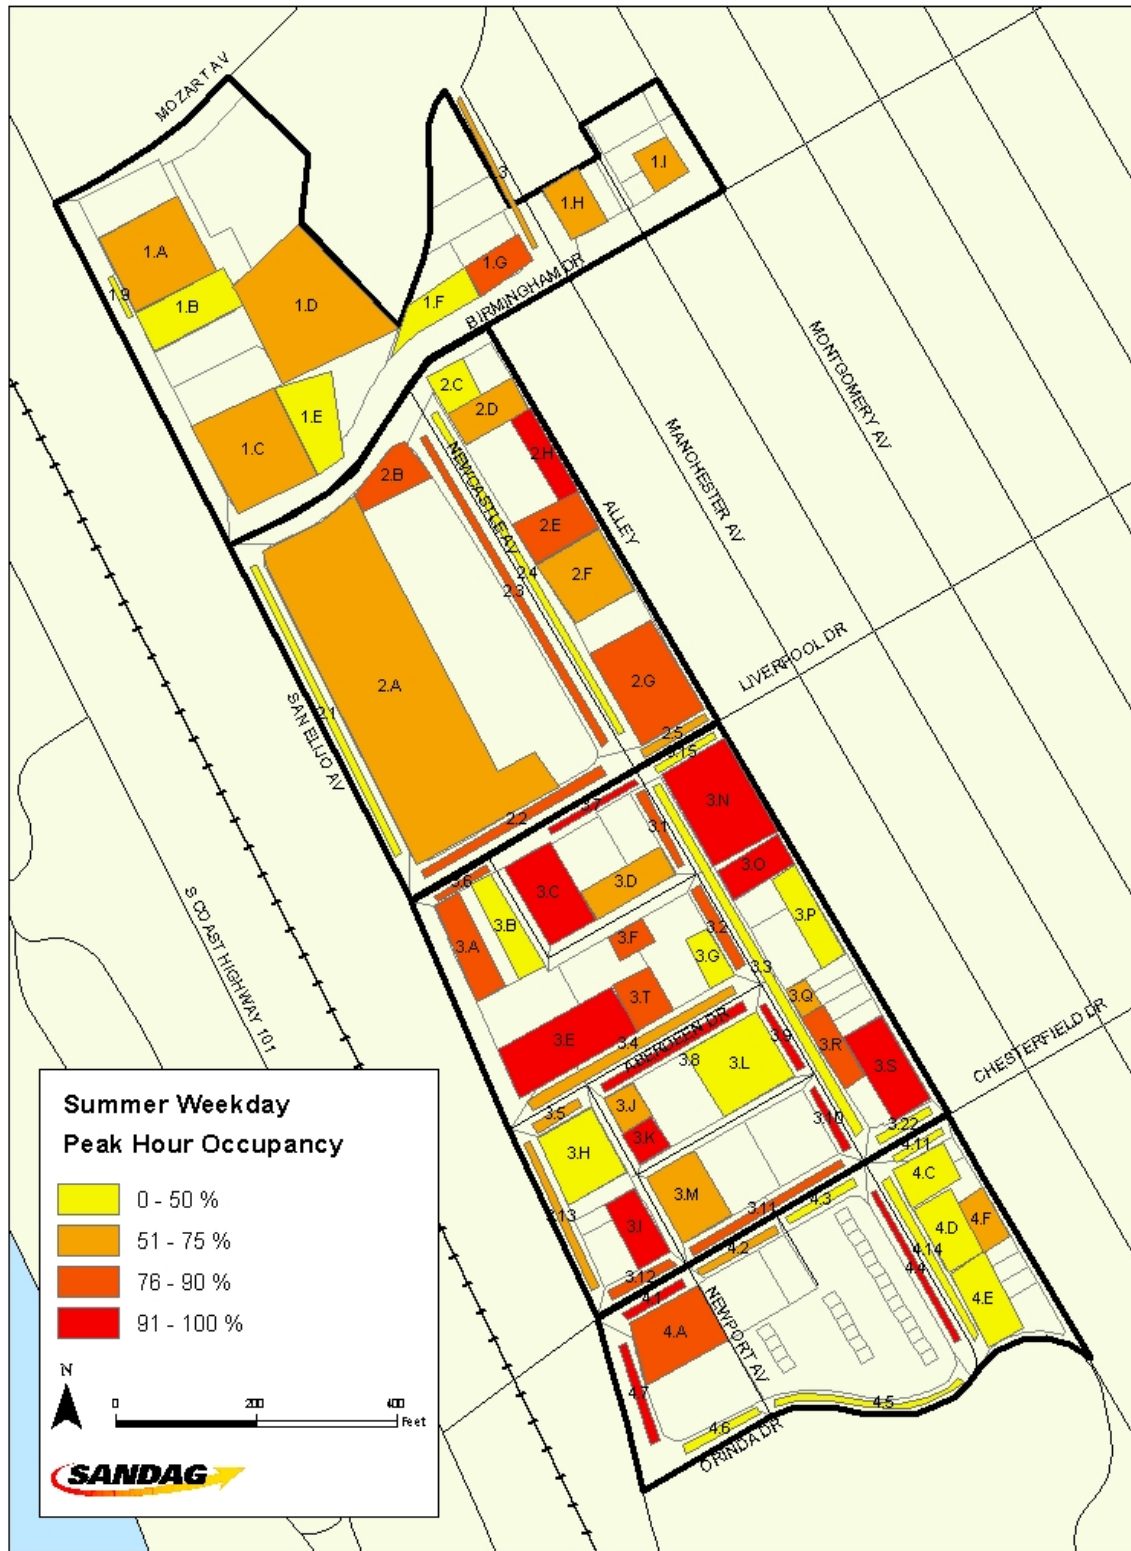 MOZART AV
1.A
1.9
1.B
1.D
.3
1.H
1.I
1.G
1.F
BIRMINGHAM DR
1.E
1.C
2.C
2.D
2.H
2.B
NEWCASTLE AV
2.E
ALLEY
2.4
2.3
2.F
MANCHESTER AV
MONTGOMERY AV
2.G
LIVERPOOL DR
2.A
2.1
SAN ELIJO AV
2.5
3.15
2.2
3.7
3.1
3.N
3.O
3.6
3.C
3.D
3.A
3.B
3.P
3.2
3.F
3.G
3.3
S COAST HIGHWAY 101
3.T
3.Q
3.E
3.4
ABERDEEN DR
3.9
3.R
3.S
CHESTERFIELD DR
3.8
3.L
3.5
3.J
3.K
3.10
3.22
4.11
3.H
3.M
4.C
3.13
3.I
3.11
4.3
4.D
4.F
4.2
4.14
4.4
3.12
4.1
4.E
NEWPORT AV
4.A
4.7
4.5
4.6
ORINDA DR
Summer Weekday
Peak Hour Occupancy
0 - 50 %
51 - 75 %
76 - 90 %
91 - 100 %
N
0 200 400
Feet
SANDAG